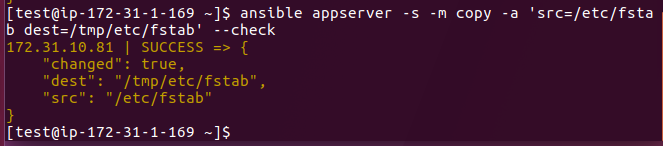 [test@ip-172-31-1-169 ~]$ ansible appserver -s -m copy -a 'src=/etc/fsta
b dest=/tmp/etc/fstab' --check
172.31.10.81 | SUCCESS => {
    "changed": true,
    "dest": "/tmp/etc/fstab",
    "src": "/etc/fstab"
}
[test@ip-172-31-1-169 ~]$